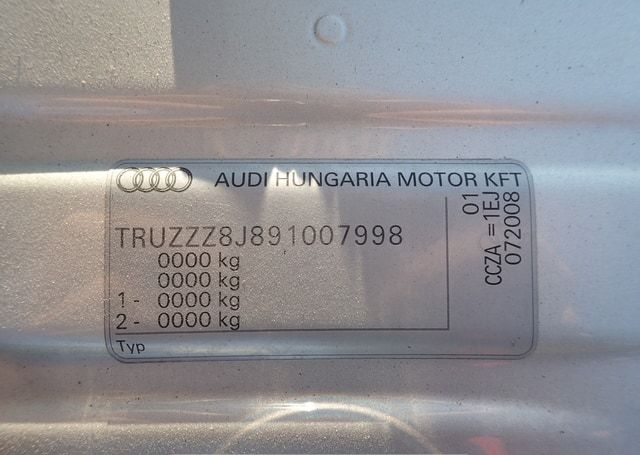 AUDI HUNGARIA MOTOR KFT
TRUZZZ8J891007998
0000 kg
0000 kg
1 - 0000 kg
2 - 0000 kg
Typ
01
CCZA =1EJ
072008